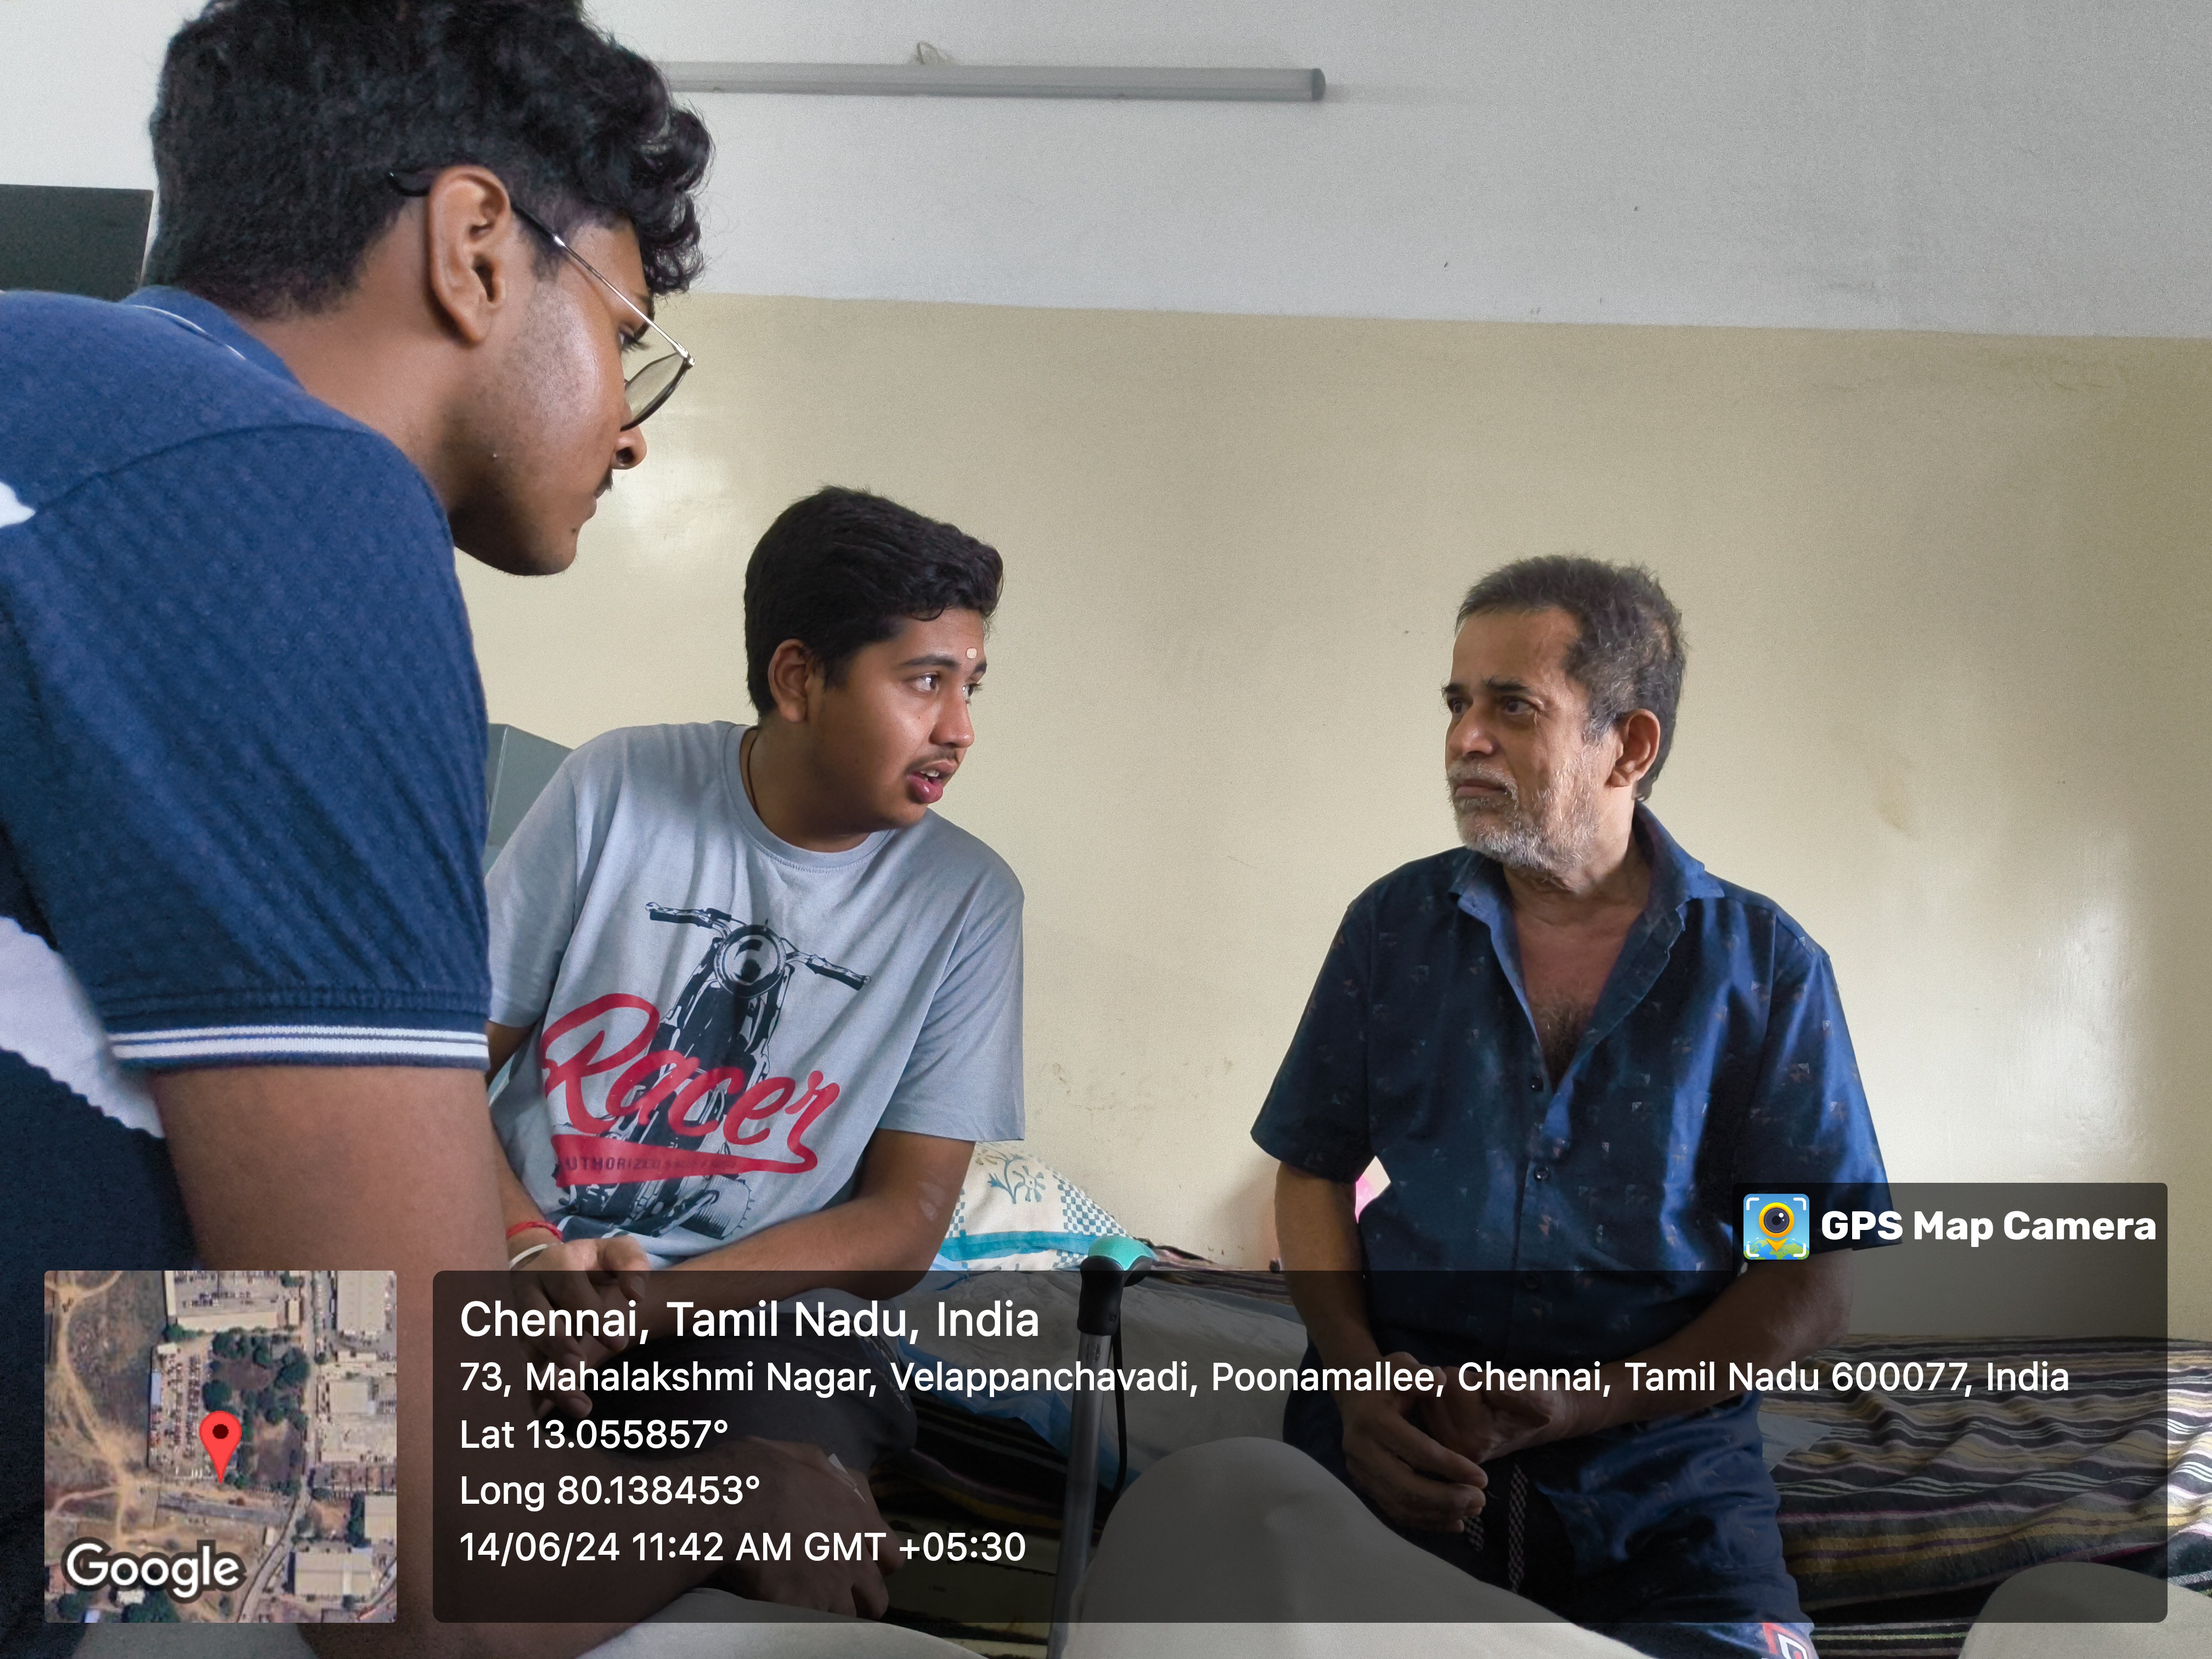 Racer
GPS Map Camera
Chennai, Tamil Nadu, India
73, Mahalakshmi Nagar, Velappanchavadi, Poonamallee, Chennai, Tamil Nadu 600077, India
Lat 13.055857°
Long 80.138453°
14/06/24 11:42 AM GMT +05:30
Google